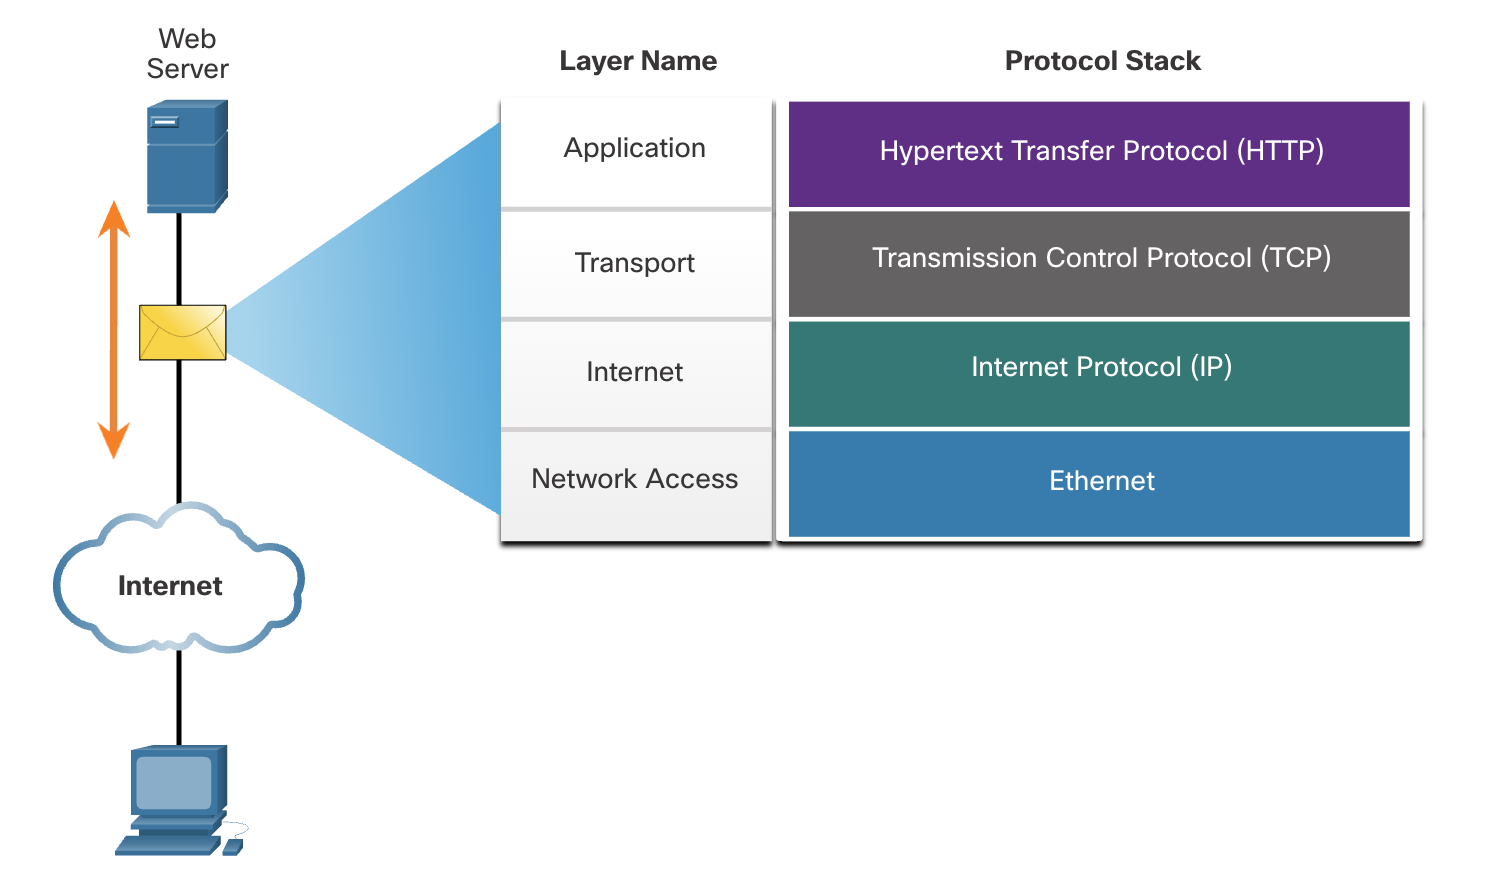 Web
Server
Layer Name
Protocol Stack
Application
Hypertext Transfer Protocol (HTTP)
Transport
Transmission Control Protocol (TCP)
Internet
Internet Protocol (IP)
Network Access
Ethernet
Internet